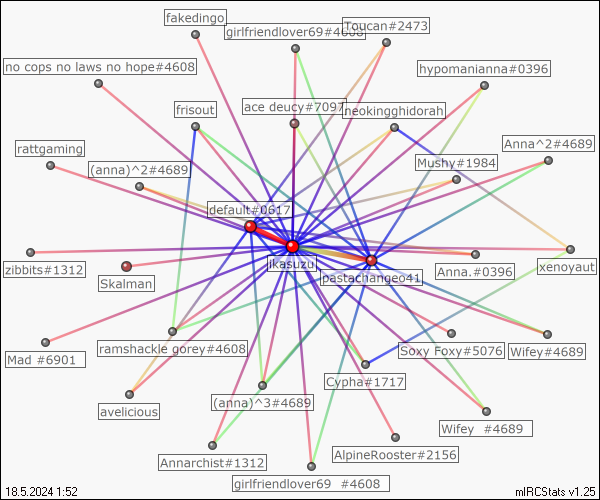 fakedingo
girlfriendlover69#4608
Toucan#2473
no cops no laws no hope#4608
hypomanianna#0396
frisout
ace deucy#7097
neokingghidorah
rattgaming
(anna)^2#4689
Mushy#1984
Anna^2#4689
default#0617
zibbits#1312
Skalman
ikasuzu
pastachangeo41
Anna.#0396
xenoyaut
Mad #6901
ramshackle gorey#4608
Soxy Foxy#5076
Wifey#4689
avelicious
(anna)^3#4689
Cypha#1717
Wifey #4689
Annarchist#1312
AlpineRooster#2156
girlfriendlover69 #4608
18.5.2024 1:52
mIRCStats v1.25